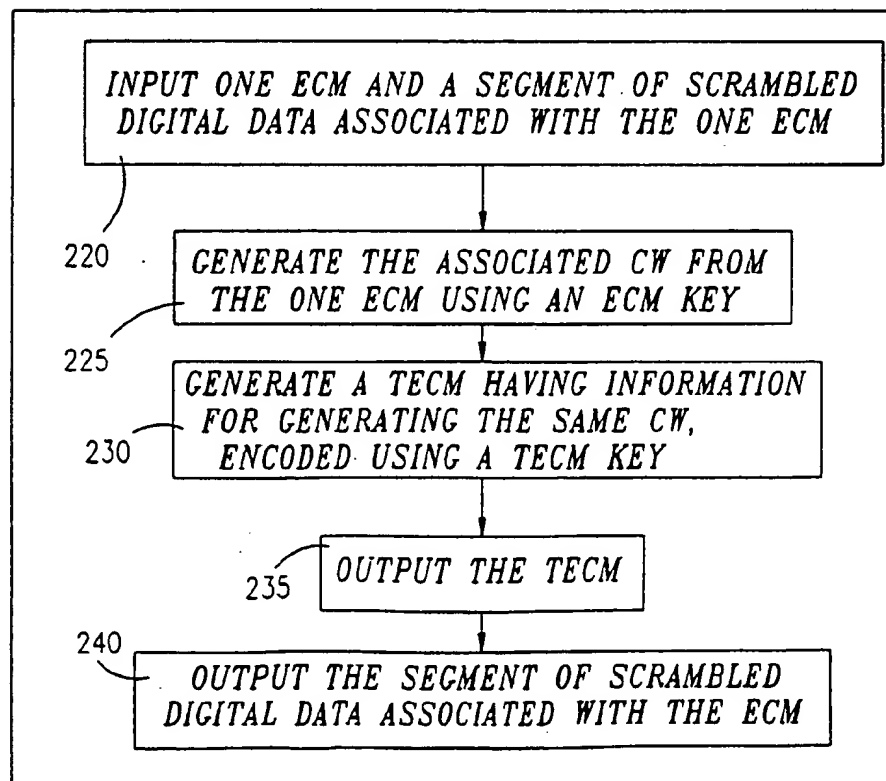 INPUT ONE ECM AND A SEGMENT OF SCRAMBLED
DIGITAL DATA ASSOCIATED WITH THE ONE ECM
220
GENERATE THE ASSOCIATED CW FROM
THE ONE ECM USING AN ECM KEY
225
GENERATE A TECM HAVING INFORMATION
FOR GENERATING THE SAME CW,
ENCODED USING A TECM KEY
230
OUTPUT THE TECM
235
240
OUTPUT THE SEGMENT OF SCRAMBLED
DIGITAL DATA ASSOCIATED WITH THE ECM